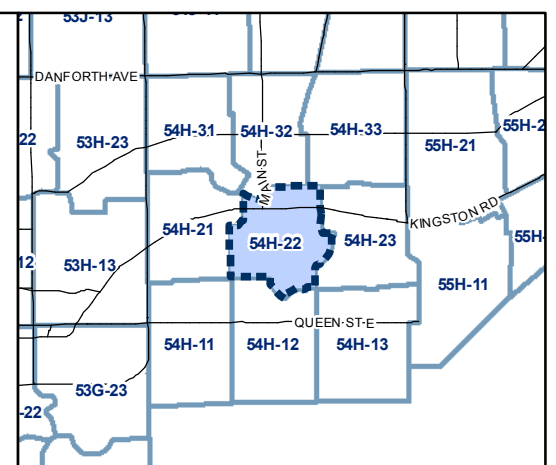 53J-13
DANFORTH AVE
22
53H-23
54H-31
54H-32
54H-33
55H-21
55H-2
MAIN ST
KINGSTON RD
54H-21
54H-22
54H-23
55H-
12
53H-13
55H-11
QUEEN ST E
54H-11
54H-12
54H-13
53G-23
-22